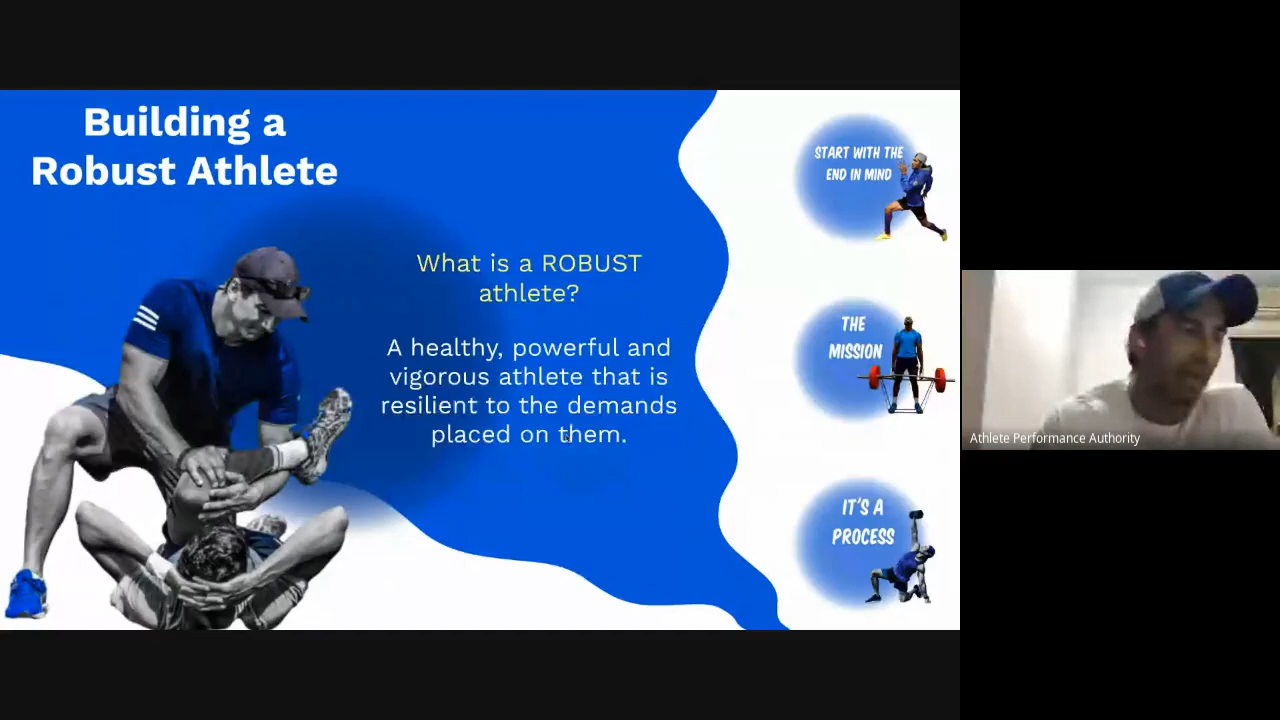 Building a
Robust Athlete
What is a ROBUST
athlete?
A healthy, powerful and
vigorous athlete that is
resilient to the demands
placed on them.
START WITH THE
END IN MIND
THE
MISSION
IT'S A
PROCESS
Athlete Performance Authority